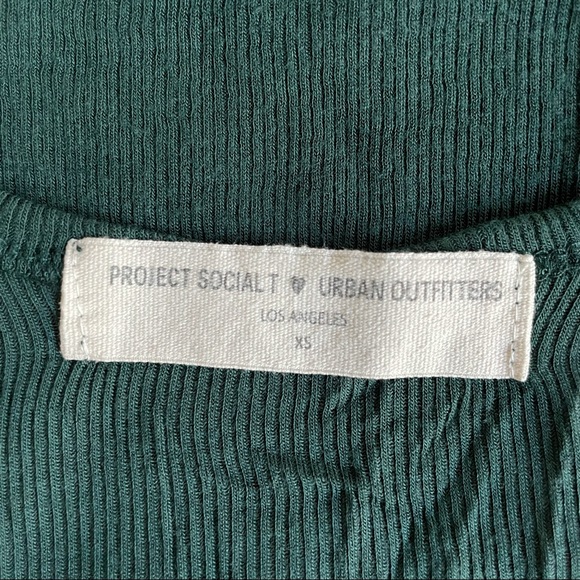 PROJECT SOCIAL T ♥ URBAN OUTFITTERS
LOS ANGELES
XS